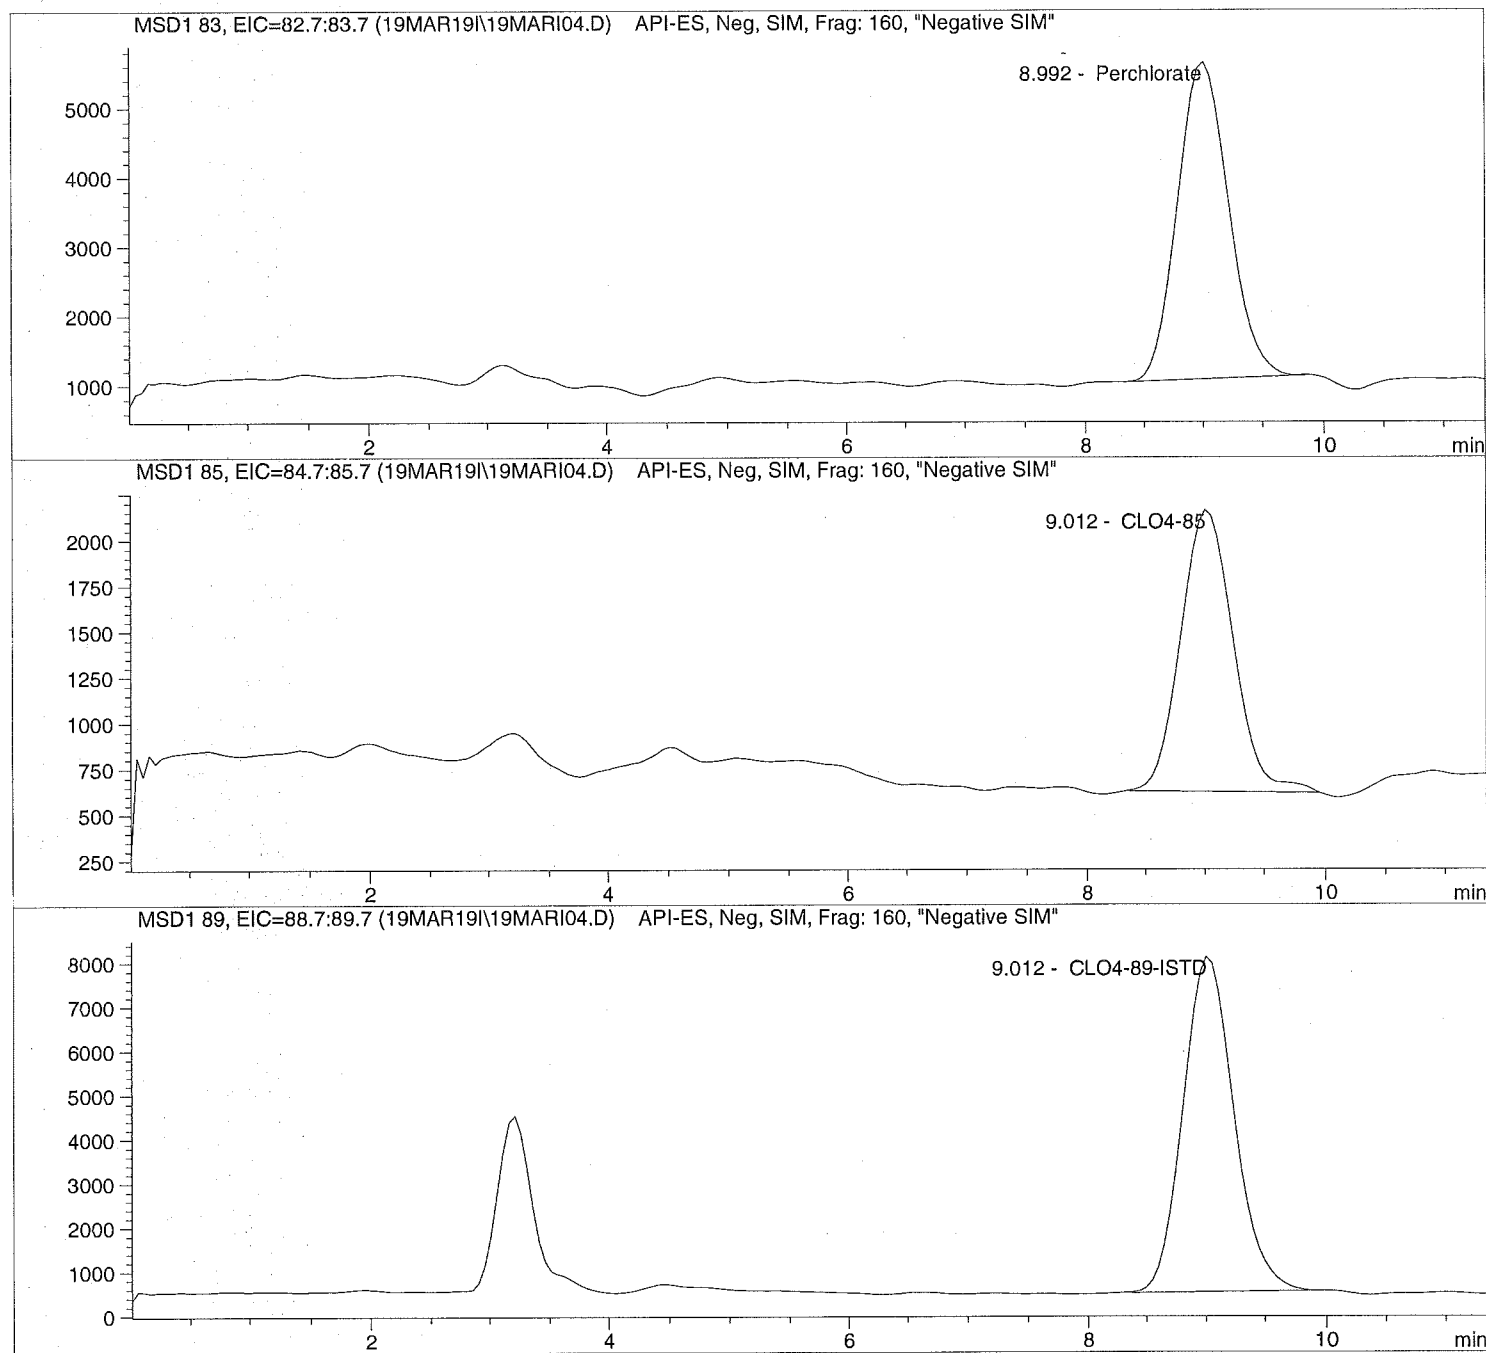 MSD1 83, EIC=82.7:83.7 (19MAR19I\19MARI04.D) API-ES, Neg, SIM, Frag: 160, "Negative SIM"
8.992 - Perchlorate
5000
4000
3000
2000
1000
2 4 6 8 10 min
MSD1 85, EIC=84.7:85.7 (19MAR19I\19MARI04.D) API-ES, Neg, SIM, Frag: 160, "Negative SIM"
9.012 - CLO4-85
2000
1750
1500
1250
1000
750
500
250
2 4 6 8 10 min
MSD1 89, EIC=88.7:89.7 (19MAR19I\19MARI04.D) API-ES, Neg, SIM, Frag: 160, "Negative SIM"
9.012 - CLO4-89-ISTD
8000
7000
6000
5000
4000
3000
2000
1000
0
2 4 6 8 10 min